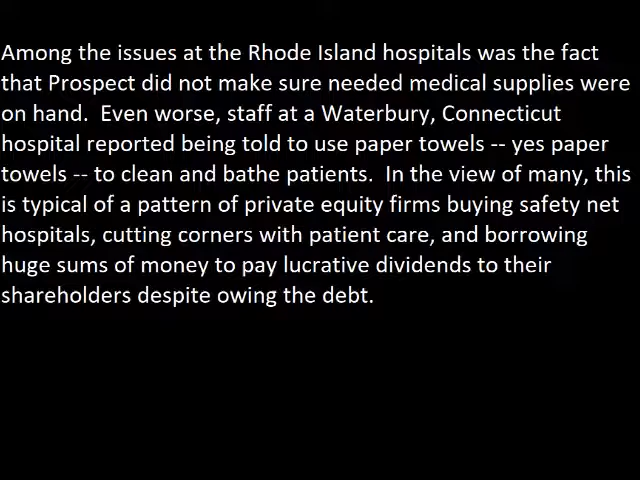 Among the issues at the Rhode Island hospitals was the fact
that Prospect did not make sure needed medical supplies were
on hand.  Even worse, staff at a Waterbury, Connecticut
hospital reported being told to use paper towels -- yes paper
towels -- to clean and bathe patients.  In the view of many, this
is typical of a pattern of private equity firms buying safety net
hospitals, cutting corners with patient care, and borrowing
huge sums of money to pay lucrative dividends to their
shareholders despite owing the debt.